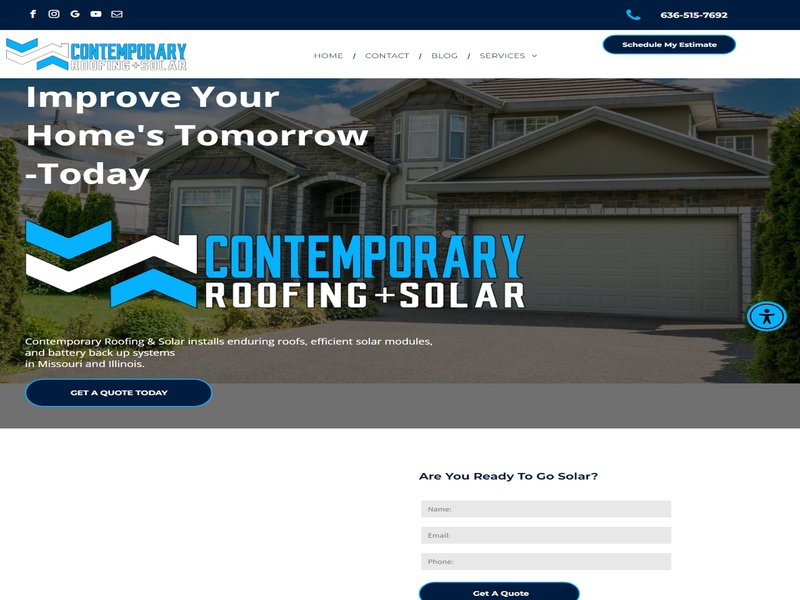 636-515-7692
CONTEMPORARY
ROOFING+SOLAR
HOME / CONTACT / BLOG / SERVICES
Schedule My Estimate
Improve Your
Home's Tomorrow
-Today
CONTEMPORARY
ROOFING+SOLAR
Contemporary Roofing & Solar installs enduring roofs, efficient solar modules,
and battery back up systems
in Missouri and Illinois.
GET A QUOTE TODAY
Are You Ready To Go Solar?
Name:
Email:
Phone:
Get A Quote